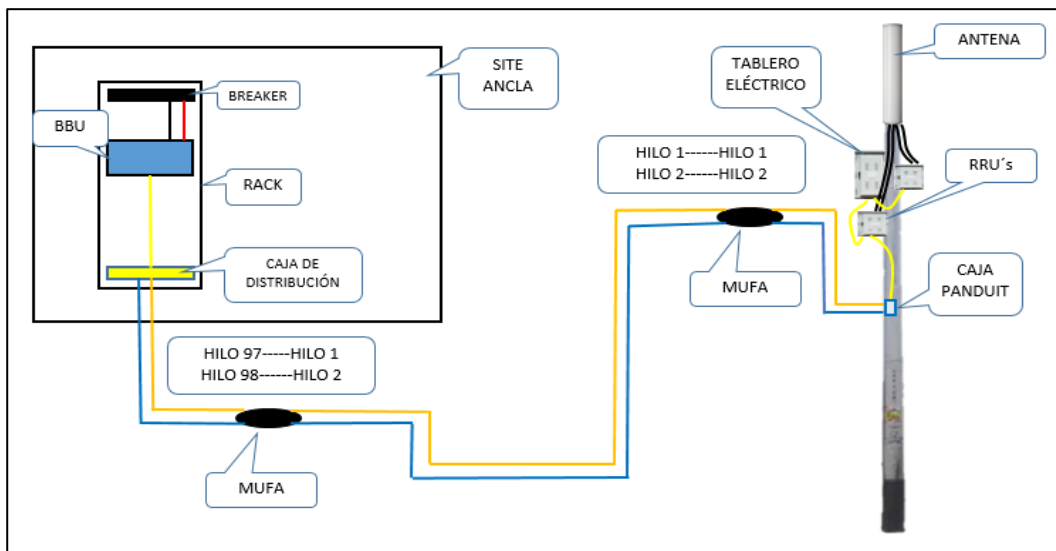 SITE
ANCLA
BREAKER
BBU
RACK
CAJA DE
DISTRIBUCIÓN
HILO 97-----HILO 1
HILO 98------HILO 2
MUFA
HILO 1------HILO 1
HILO 2------HILO 2
MUFA
TABLERO
ELÉCTRICO
ANTENA
RRU´s
CAJA
PANDUIT